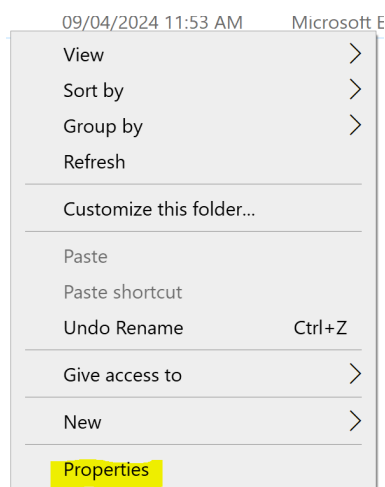 09/04/2024 11:53 AM Microsoft E
View
Sort by
Group by
Refresh
Customize this folder...
Paste
Paste shortcut
Undo Rename Ctrl+Z
Give access to
New
Properties